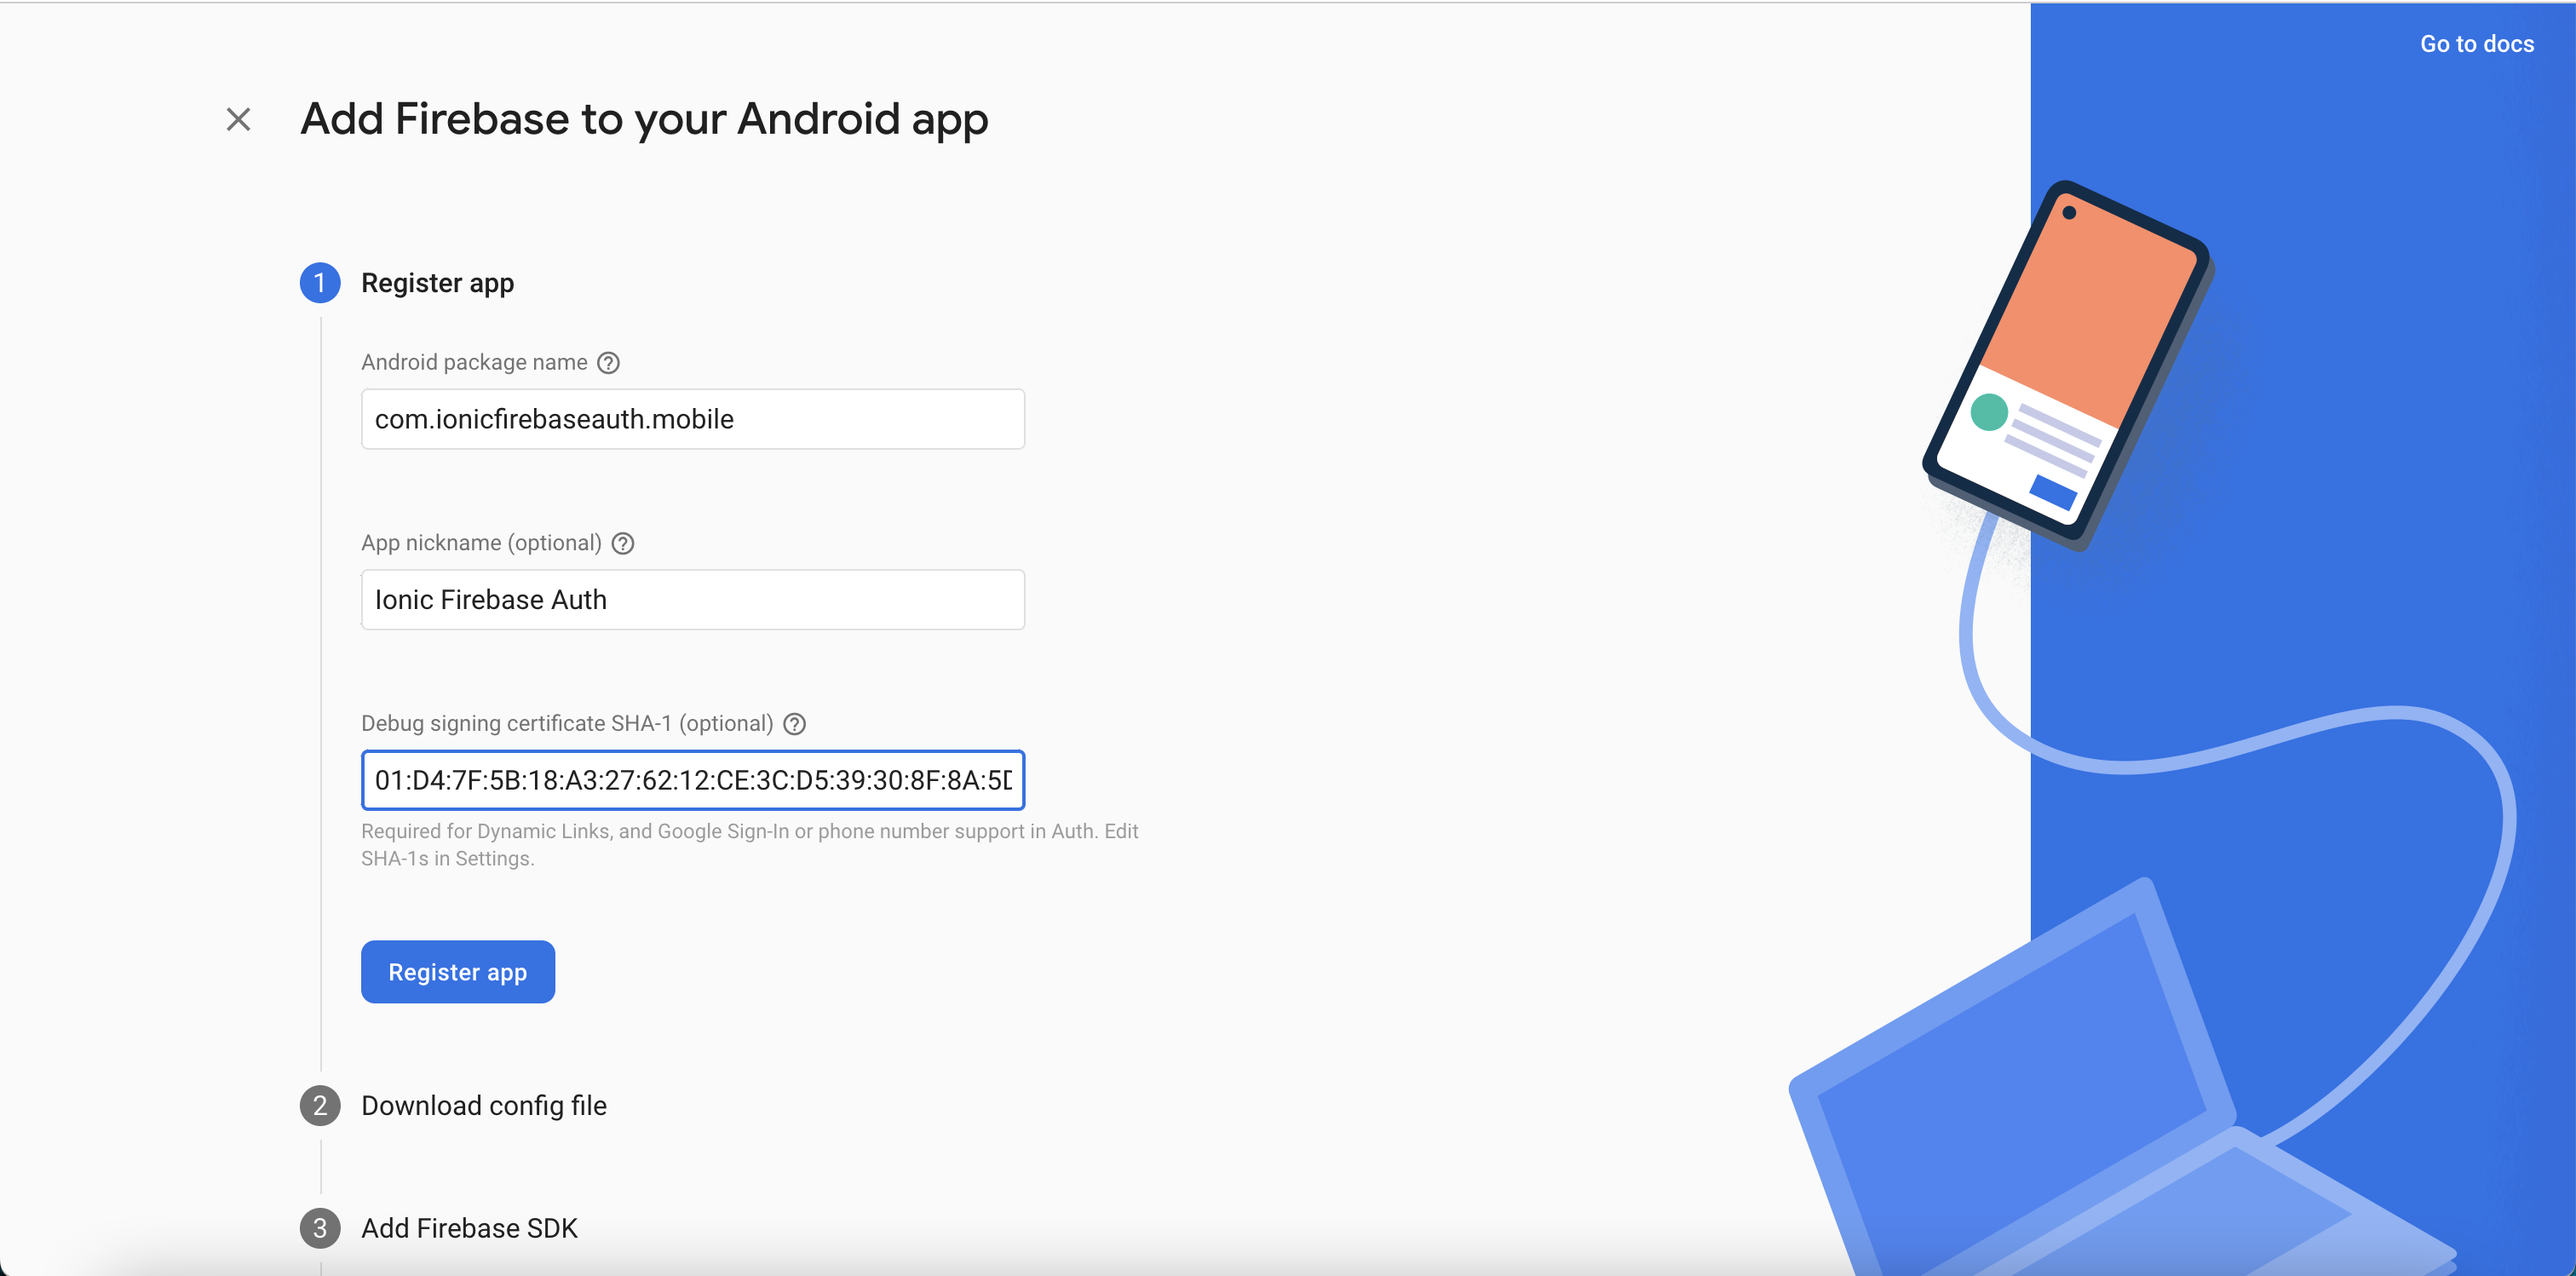 Go to docs
Add Firebase to your Android app
1 Register app
Android package name
com.ionicfirebaseauth.mobile
App nickname (optional)
Ionic Firebase Auth
Debug signing certificate SHA-1 (optional)
01:D4:7F:5B:18:A3:27:62:12:CE:3C:D5:39:30:8F:8A:5D
Required for Dynamic Links, and Google Sign-In or phone number support in Auth. Edit
SHA-1s in Settings.
Register app
2 Download config file
3 Add Firebase SDK